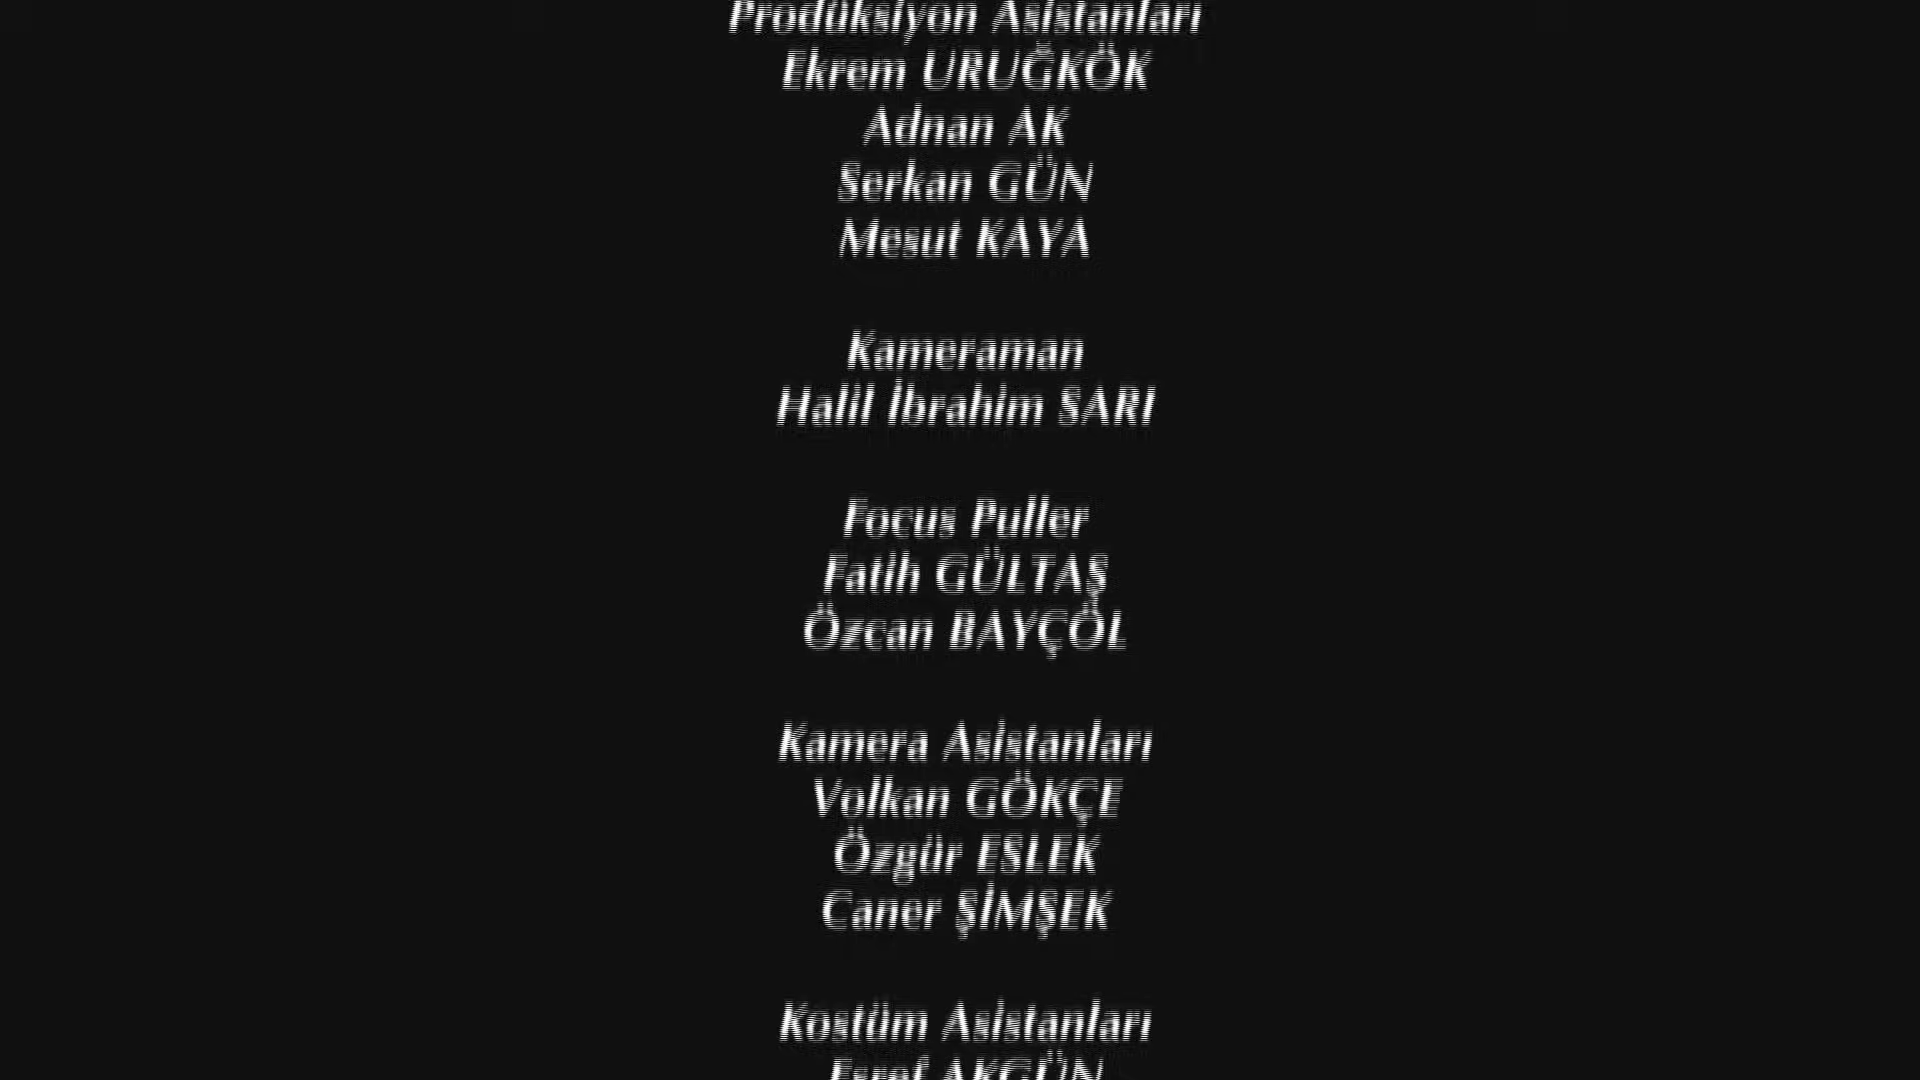 Prodüksiyon Asistanları
Ekrem URUĞKÖK
Adnan AK
Serkan GÜN
Mesut KAYA
Kameraman
Halil İbrahim SARI
Focus Puller
Fatih GÜLTAŞ
Özcan BAYÇÖL
Kamera Asistanları
Volkan GÖKÇE
Özgür ESLEK
Caner ŞİMŞEK
Kostüm Asistanları
AKGÜN